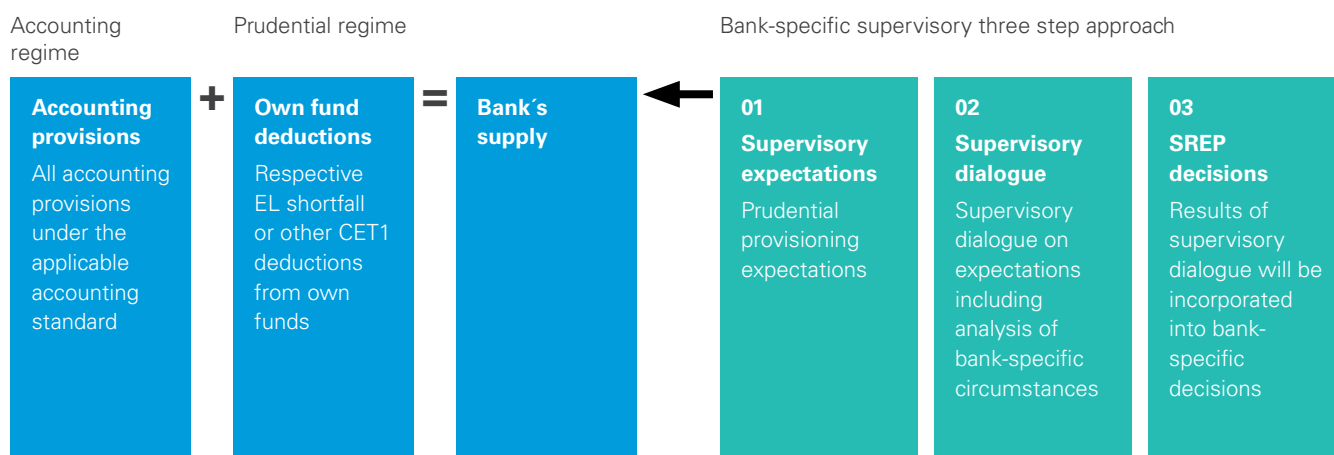 Accounting
regime
Prudential regime
Bank-specific supervisory three step approach
Accounting
provisions
All accounting
provisions
under the
applicable
accounting
standard
+
Own fund
deductions
Respective
EL shortfall
or other CET1
deductions
from own
funds
=
Bank´s
supply
01
Supervisory
expectations
Prudential
provisioning
expectations
02
Supervisory
dialogue
Supervisory
dialogue on
expectations
including
analysis of
bank-specific
circumstances
03
SREP
decisions
Results of
supervisory
dialogue will be
incorporated
into bank-
specific
decisions